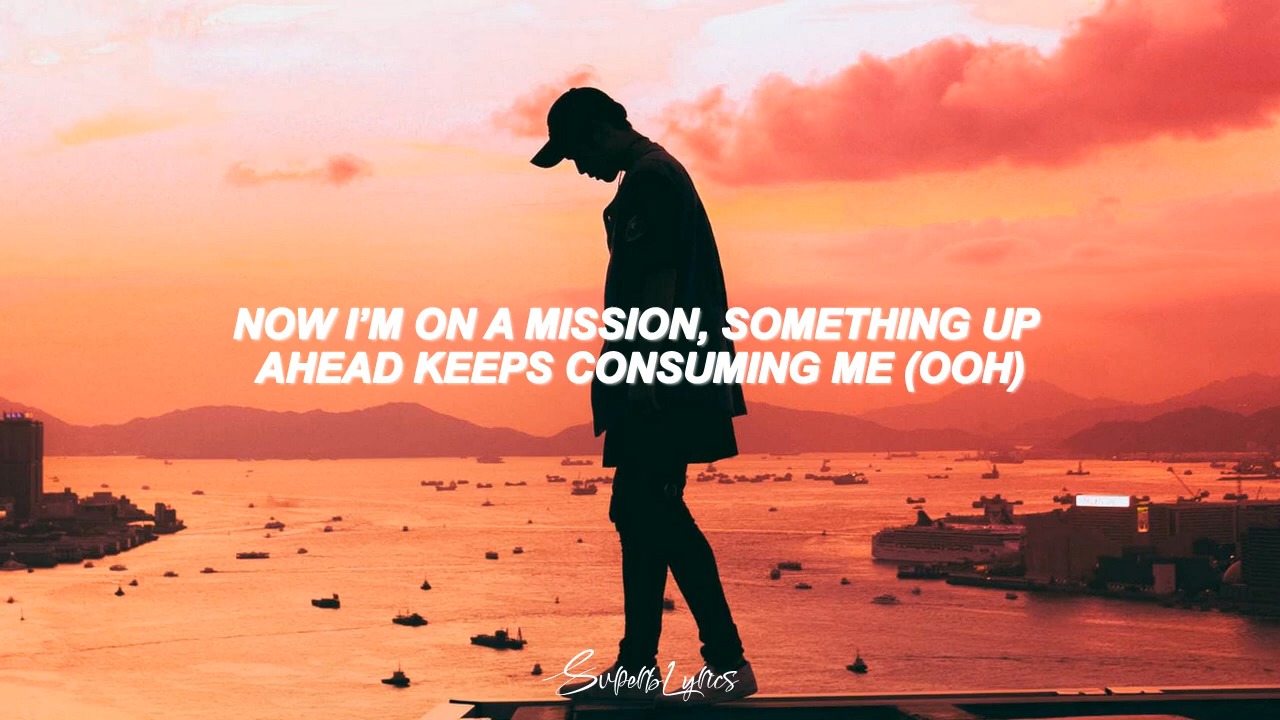 NOW I’M ON A MISSION, SOMETHING UP
AHEAD KEEPS CONSUMING ME (OOH)
SuperbLyrics